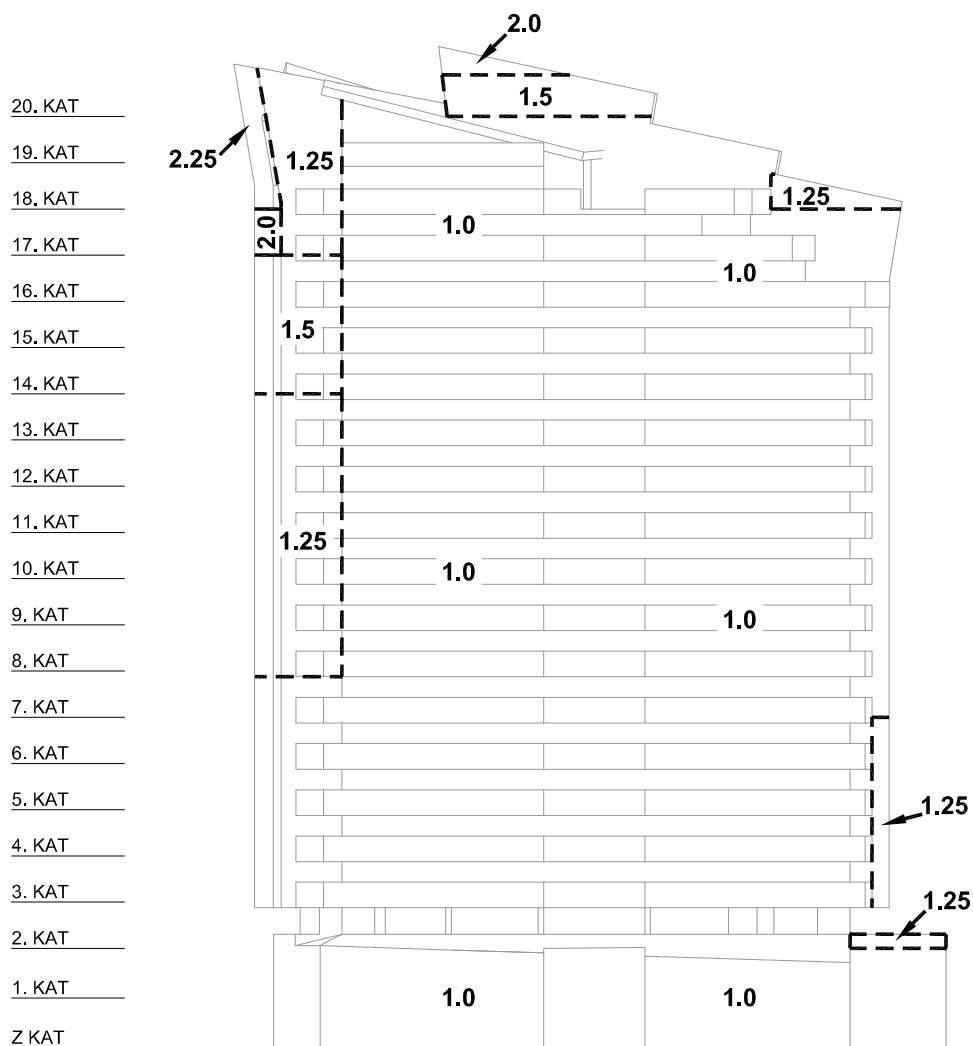 2.0
20. KAT
1.5
19. KAT
2.25
1.25
18. KAT
1.25
2.0
1.0
17. KAT
1.0
16. KAT
15. KAT
1.5
14. KAT
13. KAT
12. KAT
11. KAT
1.25
10. KAT
1.0
9. KAT
1.0
8. KAT
7. KAT
6. KAT
5. KAT
1.25
4. KAT
3. KAT
1.25
2. KAT
1. KAT
1.0
1.0
Z KAT